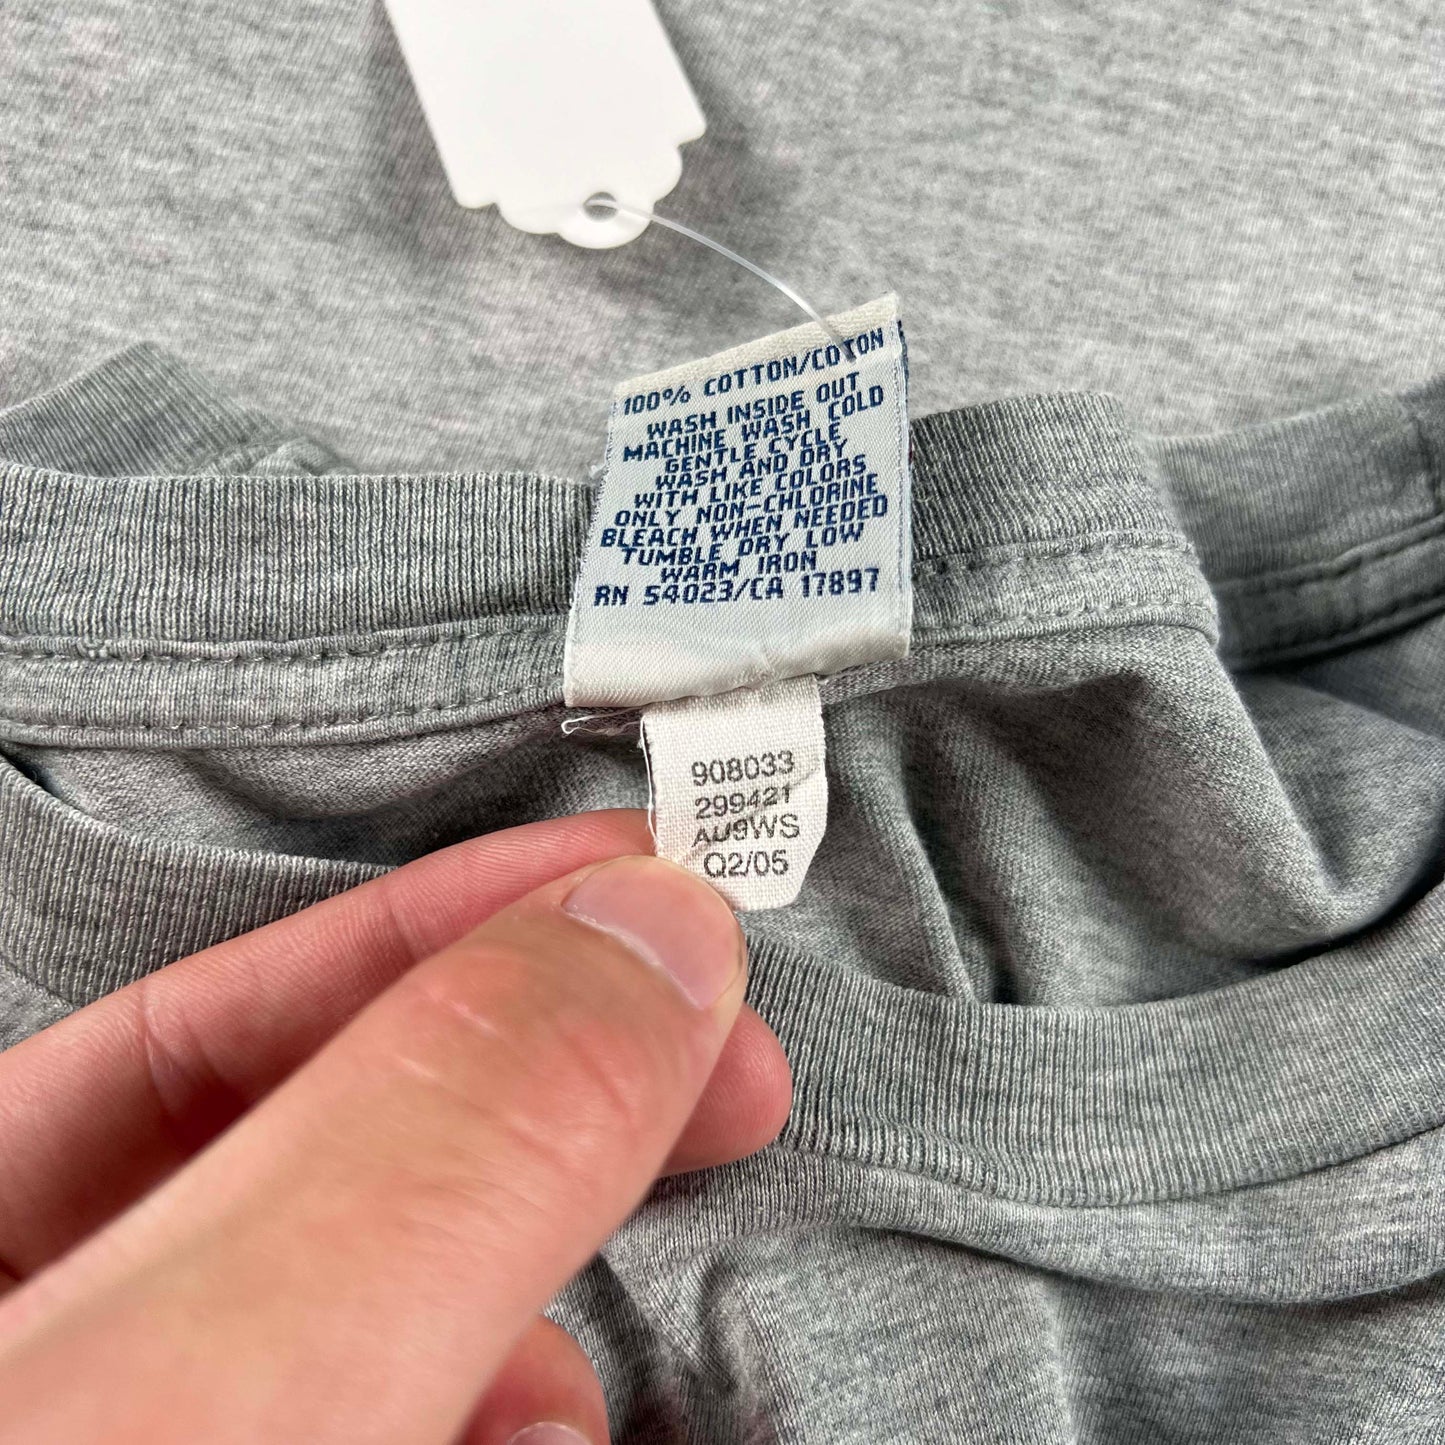 100% COTTON/COTON
WASH INSIDE OUT
MACHINE WASH COLD
GENTLE CYCLE
WASH AND DRY
WITH LIKE COLORS
ONLY NON-CHLORINE
BLEACH WHEN NEEDED
TUMBLE DRY LOW
WARM IRON
RN 54023/CA 17897
908033
299421
AU9WS
Q2/05